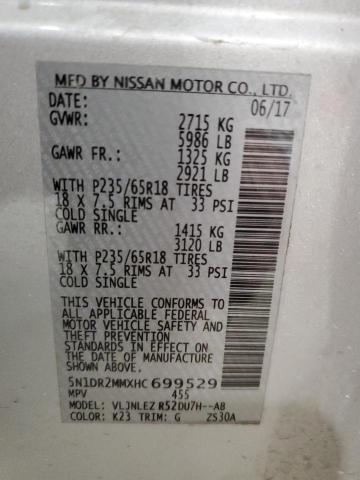 MFD BY NISSAN MOTOR CO., LTD.
DATE: 06/17
GVWR: 2715 KG
5986 LB
GAWR FR.: 1325 KG
2921 LB
WITH P235/65R18 TIRES
18 X 7.5 RIMS AT 33 PSI
COLD SINGLE
GAWR RR.: 1415 KG
3120 LB
WITH P235/65R18 TIRES
18 X 7.5 RIMS AT 33 PSI
COLD SINGLE
THIS VEHICLE CONFORMS TO
ALL APPLICABLE FEDERAL
MOTOR VEHICLE SAFETY AND
THEFT PREVENTION
STANDARDS IN EFFECT ON
THE DATE OF MANUFACTURE
SHOWN ABOVE.
5N1DR2MMXHC699529
MPV 455
MODEL: VLJNLEZ R52DU7H--AB
COLOR: K23 TRIM: G ZS30A